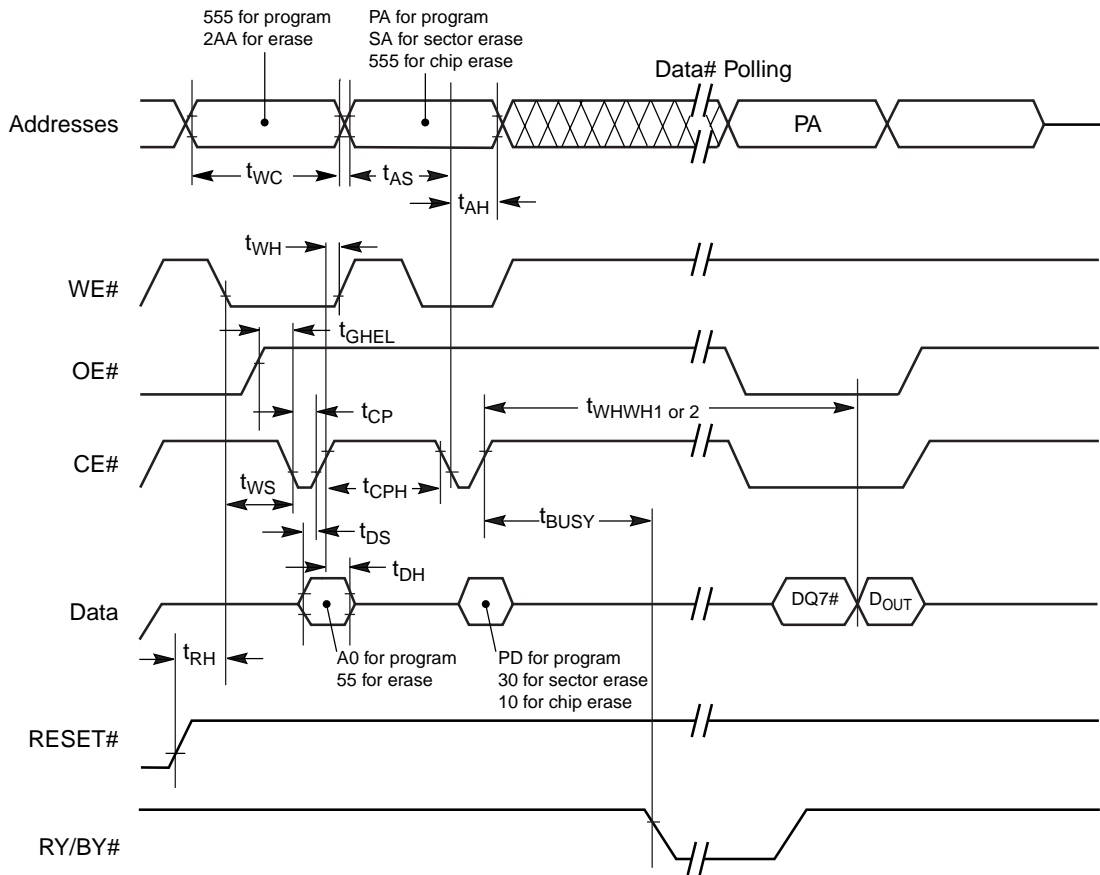 555 for program
2AA for erase
PA for program
SA for sector erase
555 for chip erase
Data# Polling
Addresses
PA
tWC
tAS
tAH
tWH
WE#
tGHEL
OE#
tWHWH1 or 2
tCP
CE#
tWS
tCPH
tBUSY
tDS
tDH
Data
DQ7#
DOUT
tRH
A0 for program
55 for erase
PD for program
30 for sector erase
10 for chip erase
RESET#
RY/BY#